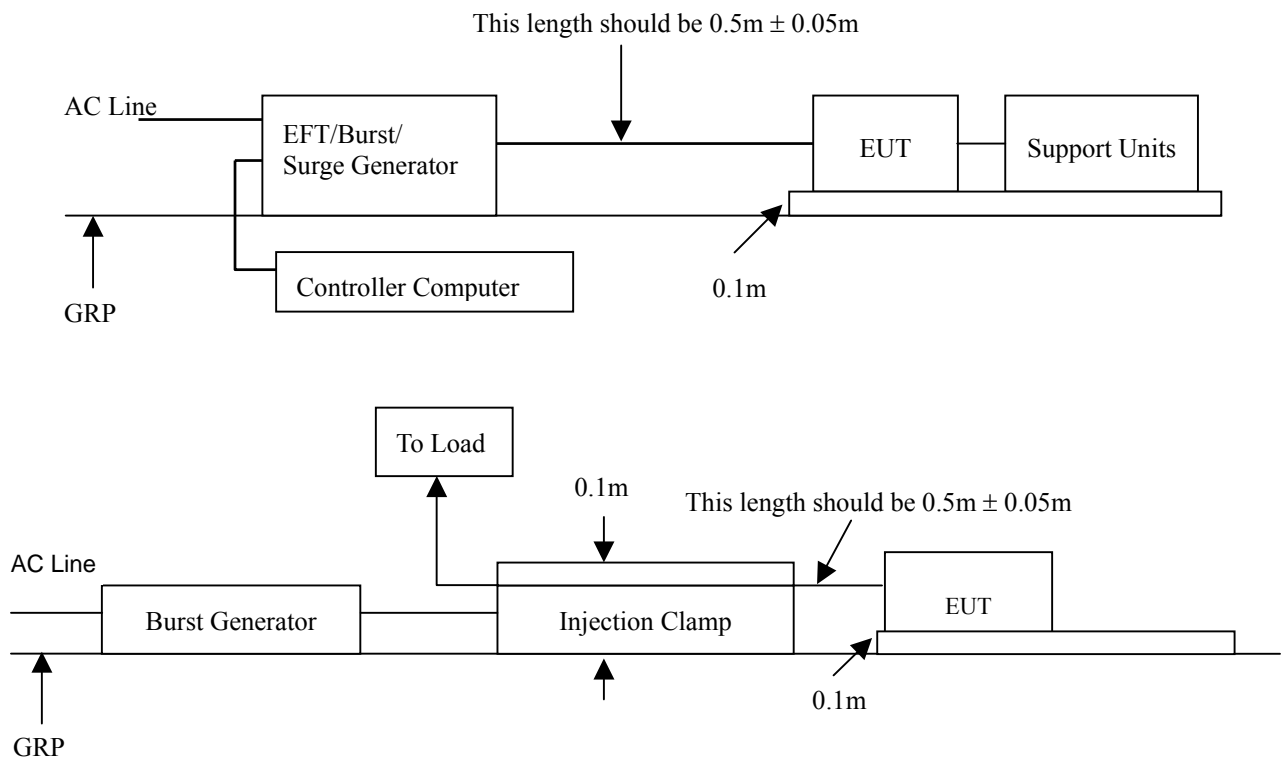 This length should be 0.5m ± 0.05m
AC Line
EFT/Burst/
Surge Generator
EUT
Support Units
Controller Computer
0.1m
GRP
To Load
0.1m
This length should be 0.5m ± 0.05m
AC Line
Burst Generator
Injection Clamp
EUT
0.1m
GRP